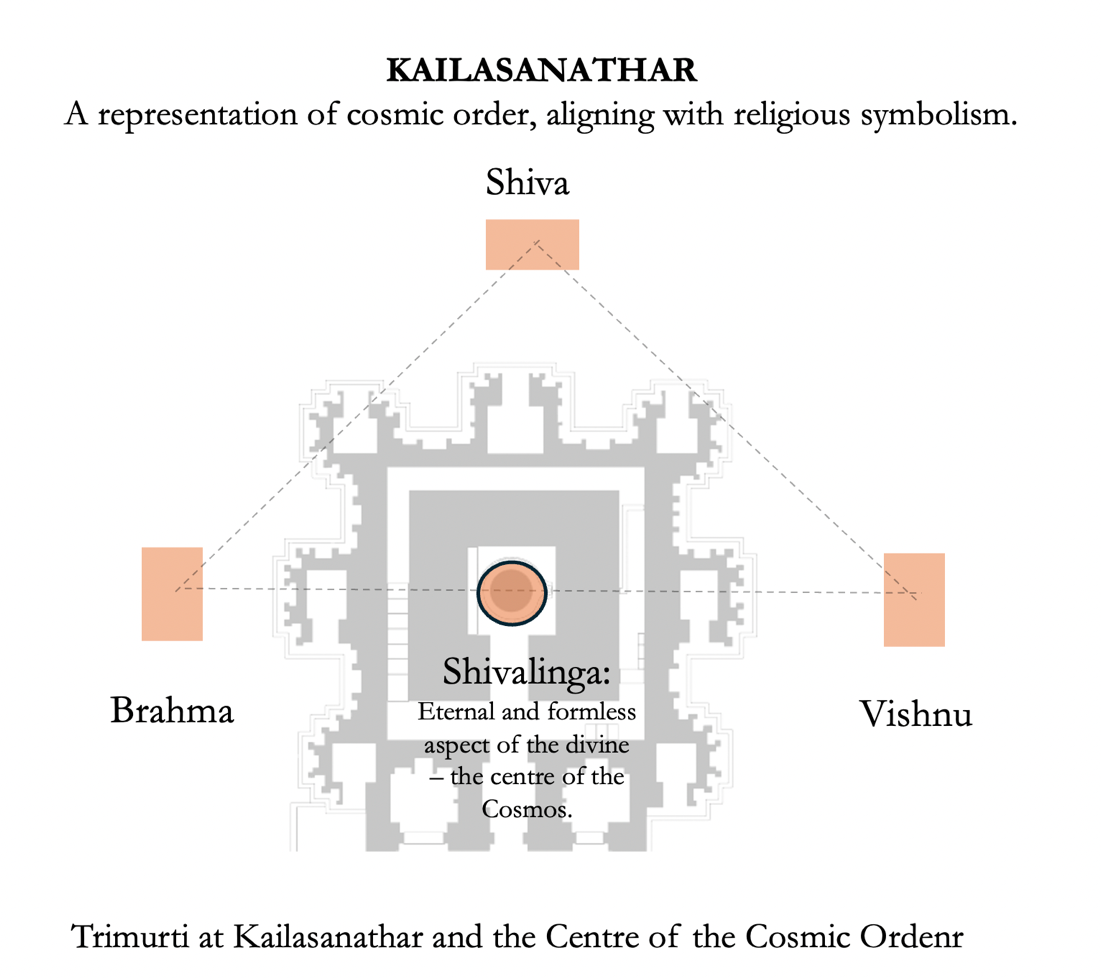 KAILASANATHAR
A representation of cosmic order, aligning with religious symbolism.
Shiva
Brahma
Shivalinga:
Eternal and formless
aspect of the divine
– the centre of the
Cosmos.
Vishnu
Trimurti at Kailasanathar and the Centre of the Cosmic Ordenr